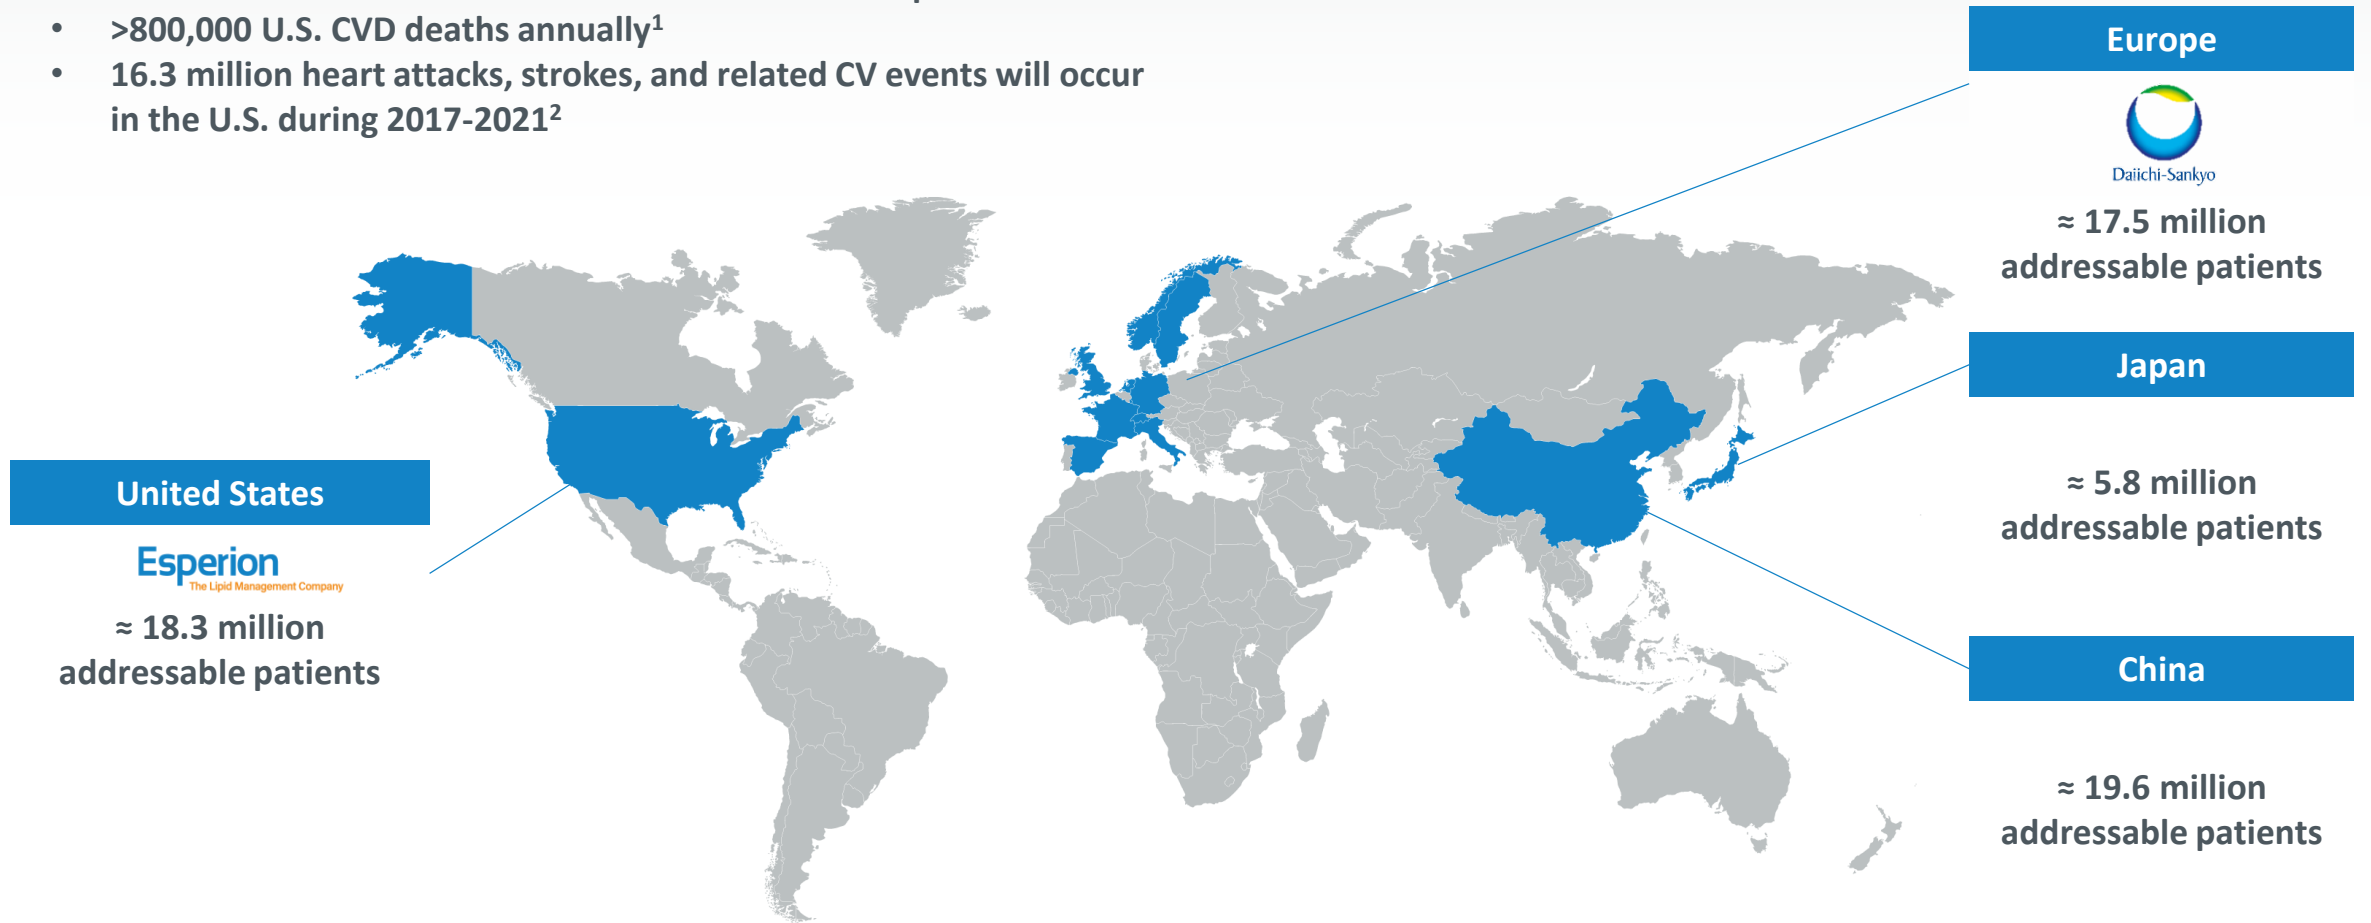 • >800,000 U.S. CVD deaths annually¹
• 16.3 million heart attacks, strokes, and related CV events will occur
in the U.S. during 2017-2021²
Europe
Daiichi-Sankyo
≈ 17.5 million
addressable patients
Japan
≈ 5.8 million
addressable patients
United States
Esperion
The Lipid Management Company
≈ 18.3 million
addressable patients
China
≈ 19.6 million
addressable patients